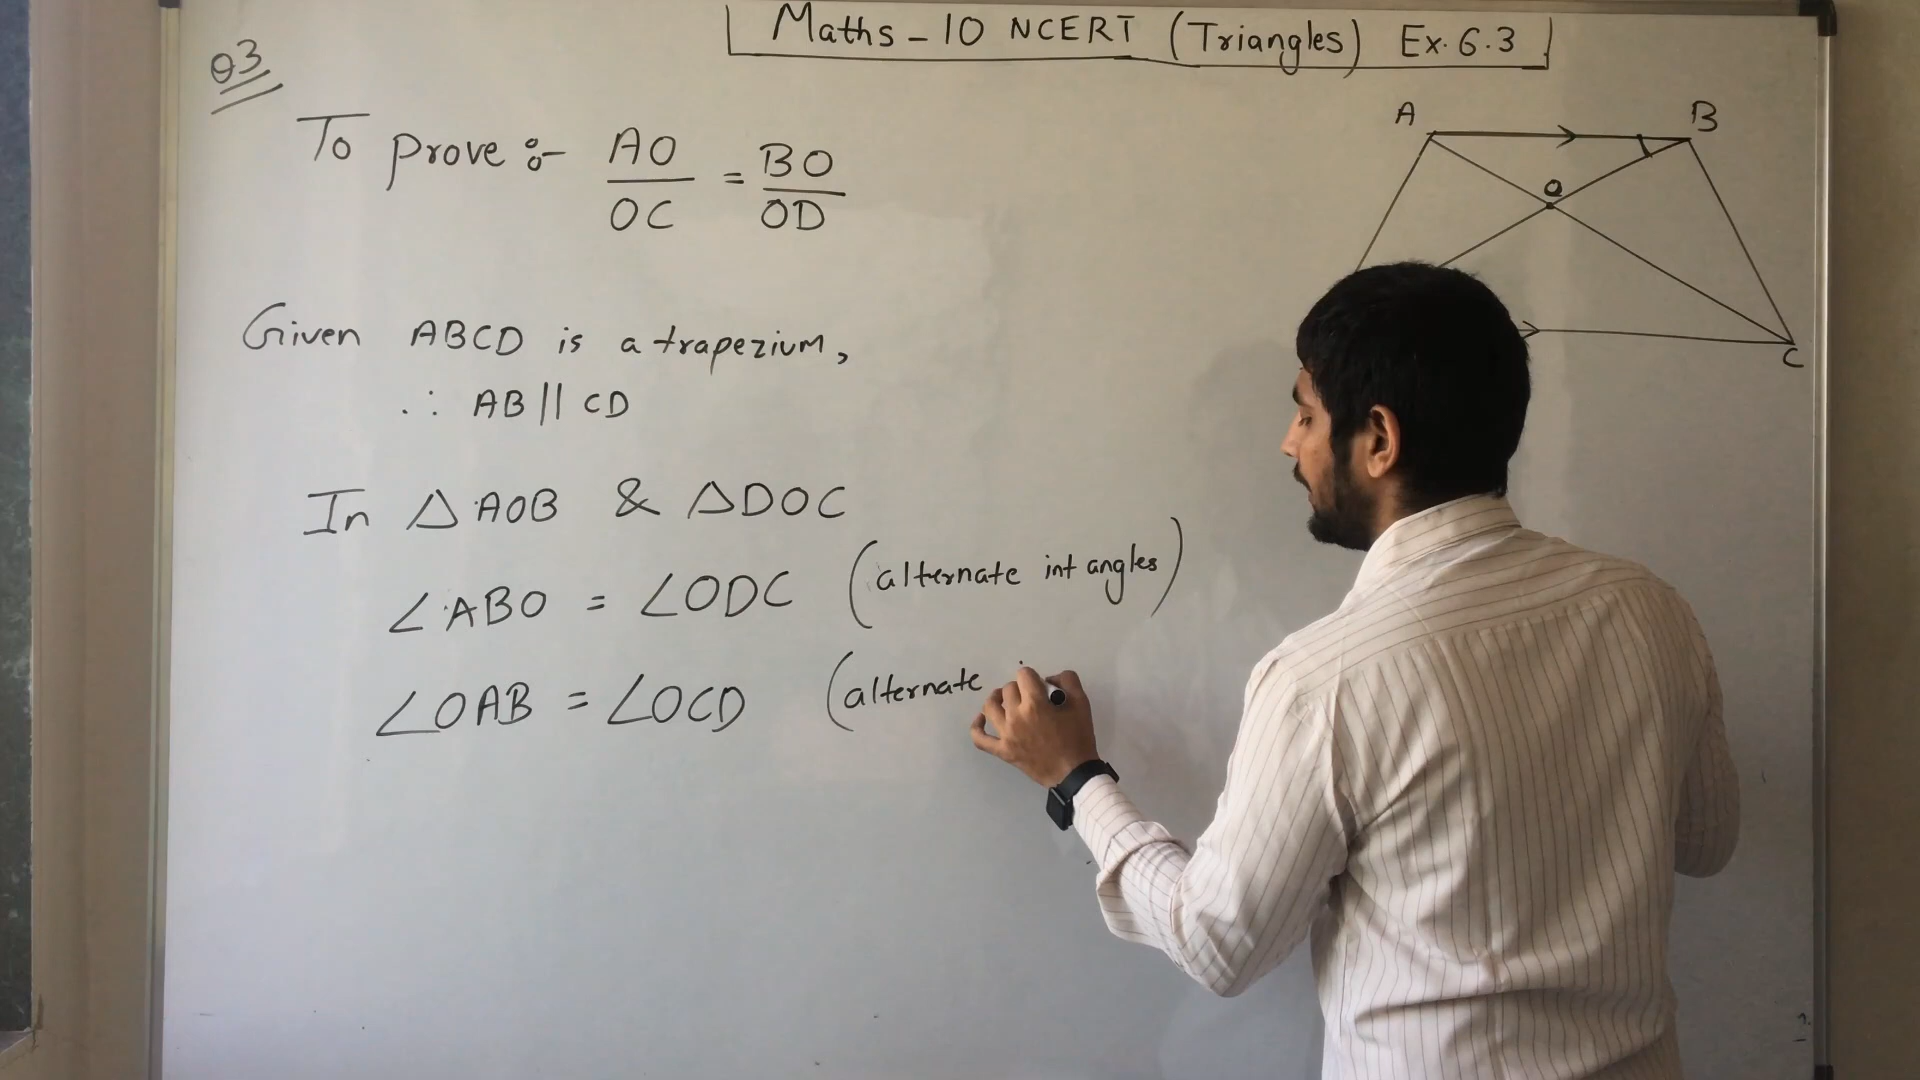 Maths - 10 NCERT (Triangles) Ex. 6.3
Q3
To prove :- AO/OC = BO/OD
A B
O
C
Given ABCD is a trapezium,
∴ AB || CD
In △AOB & △DOC
∠ABO = ∠ODC (alternate int angles)
∠OAB = ∠OCD (alternate